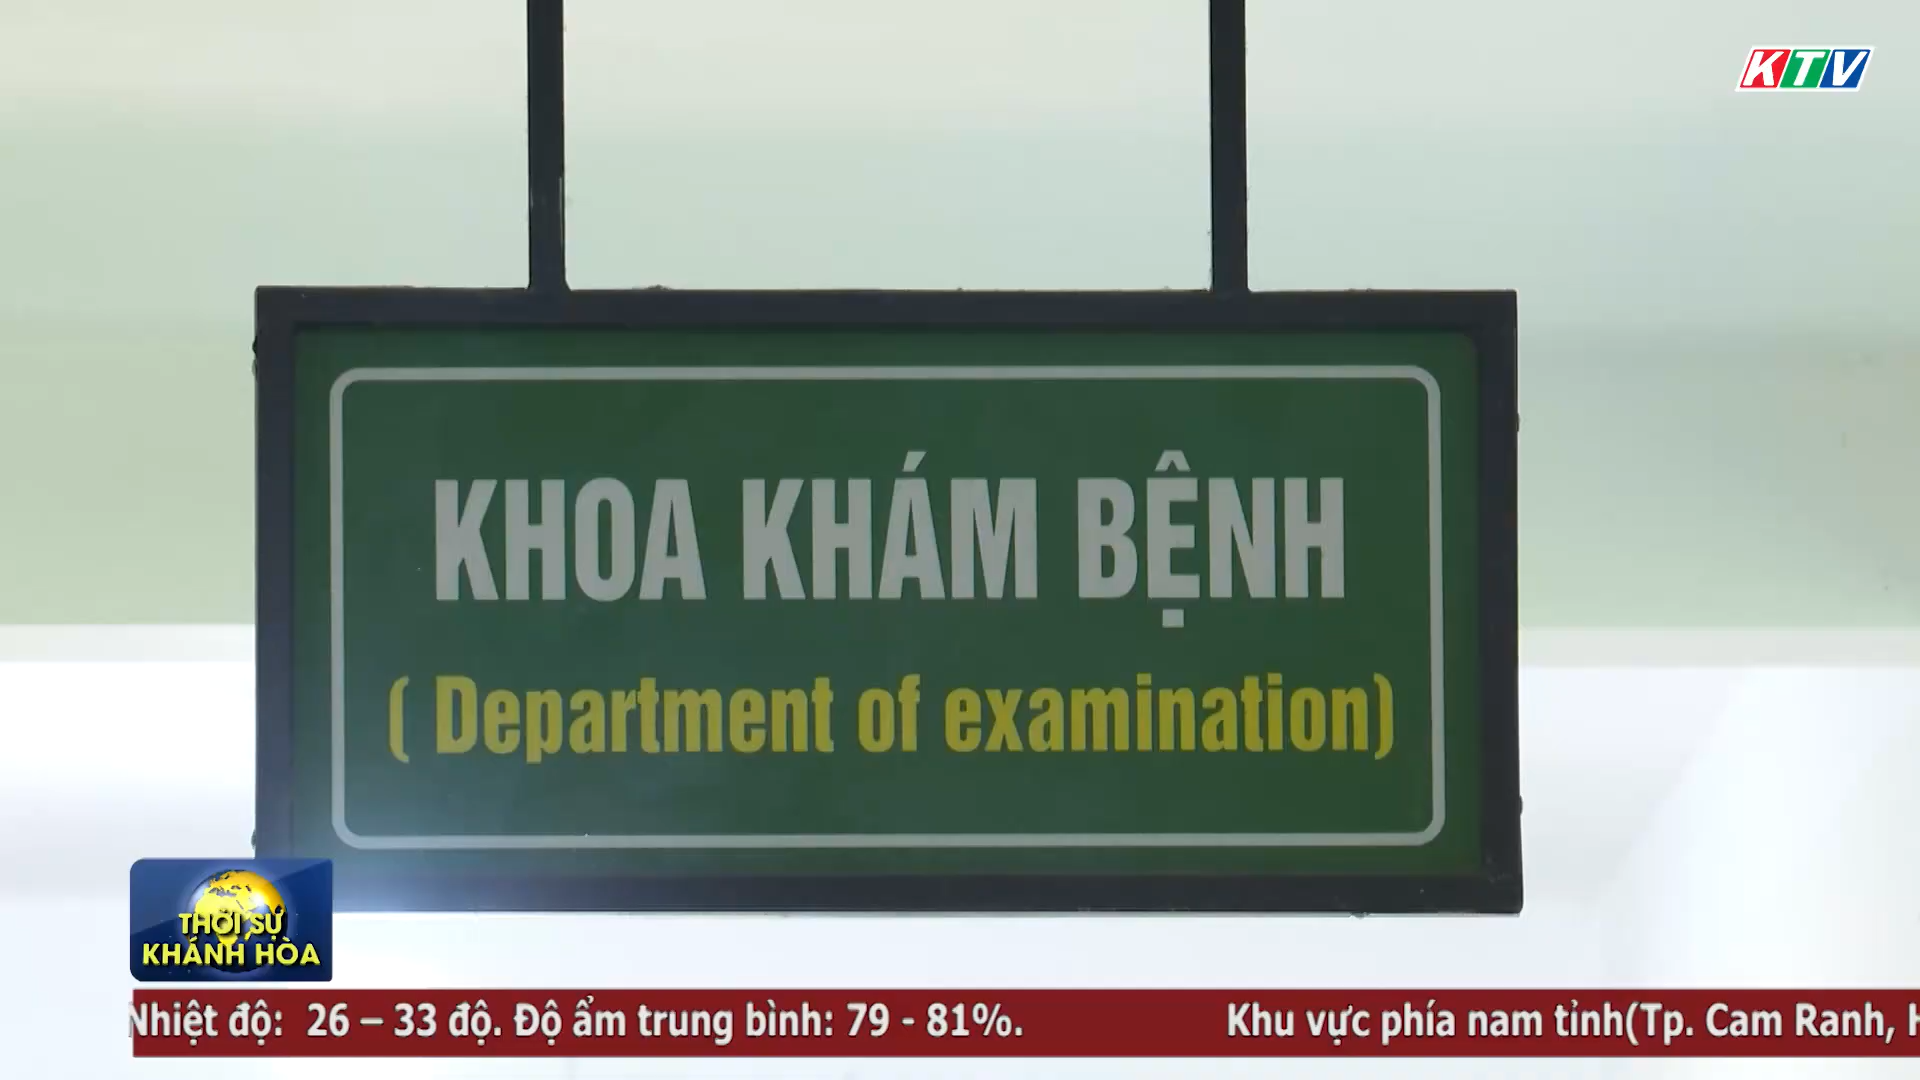 KTV
KHOA KHÁM BỆNH
( Department of examination)
THỜI SỰ
KHÁNH HÒA
Nhiệt độ: 26 – 33 độ. Độ ẩm trung bình: 79 - 81%. Khu vực phía nam tỉnh(Tp. Cam Ranh,